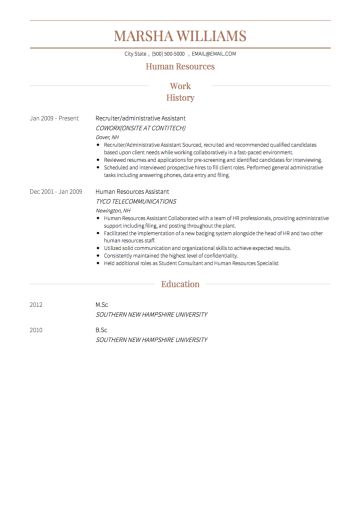 MARSHA WILLIAMS
City State , (500) 500-5000 , EMAIL@EMAIL.COM
Human Resources
Work
History
Jan 2009 - Present
Recruiter/administrative Assistant
COWORX(ONSITE AT CONTITECH)
Dover, NH
• Recruiter/Administrative Assistant Sourced, recruited and recommended qualified candidates
based upon client needs while working collaboratively in a fast-paced environment.
• Reviewed resumes and applications for pre-screening and identified candidates for interviewing.
• Scheduled and interviewed prospective hires to fill client roles. Performed general administrative
tasks including answering phones, data entry and filing.
Dec 2001 - Jan 2009
Human Resources Assistant
TYCO TELECOMMUNICATIONS
Newington, NH
• Human Resources Assistant Collaborated with a team of HR professionals, providing administrative
support including filing, and posting throughout the plant.
• Facilitated the implementation of a new badging system alongside the head of HR and two other
human resources staff.
• Utilized solid communication and organizational skills to achieve expected results.
• Consistently maintained the highest level of confidentiality.
• Held additional roles as Student Consultant and Human Resources Specialist
Education
2012
M.Sc
SOUTHERN NEW HAMPSHIRE UNIVERSITY
2010
B.Sc
SOUTHERN NEW HAMPSHIRE UNIVERSITY